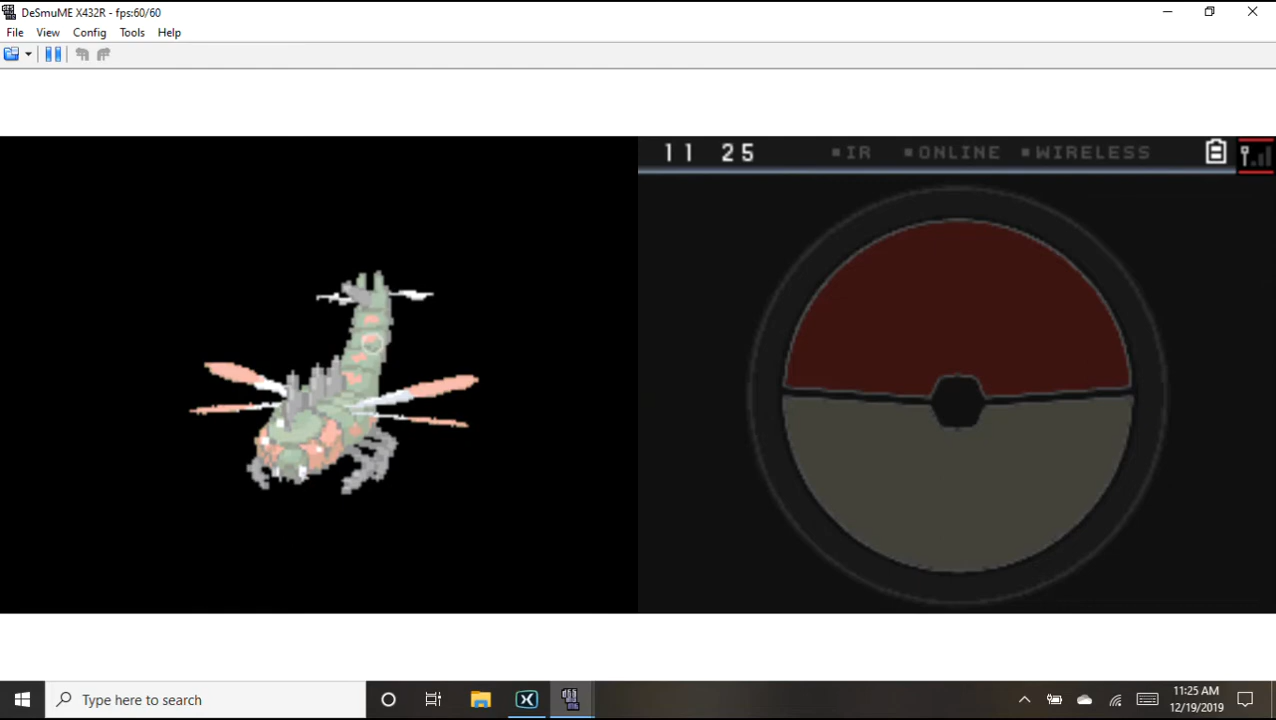 DeSmuME X432R - fps:60/60
File View Config Tools Help
11 25 IR ONLINE WIRELESS
Type here to search
11:25 AM
12/19/2019